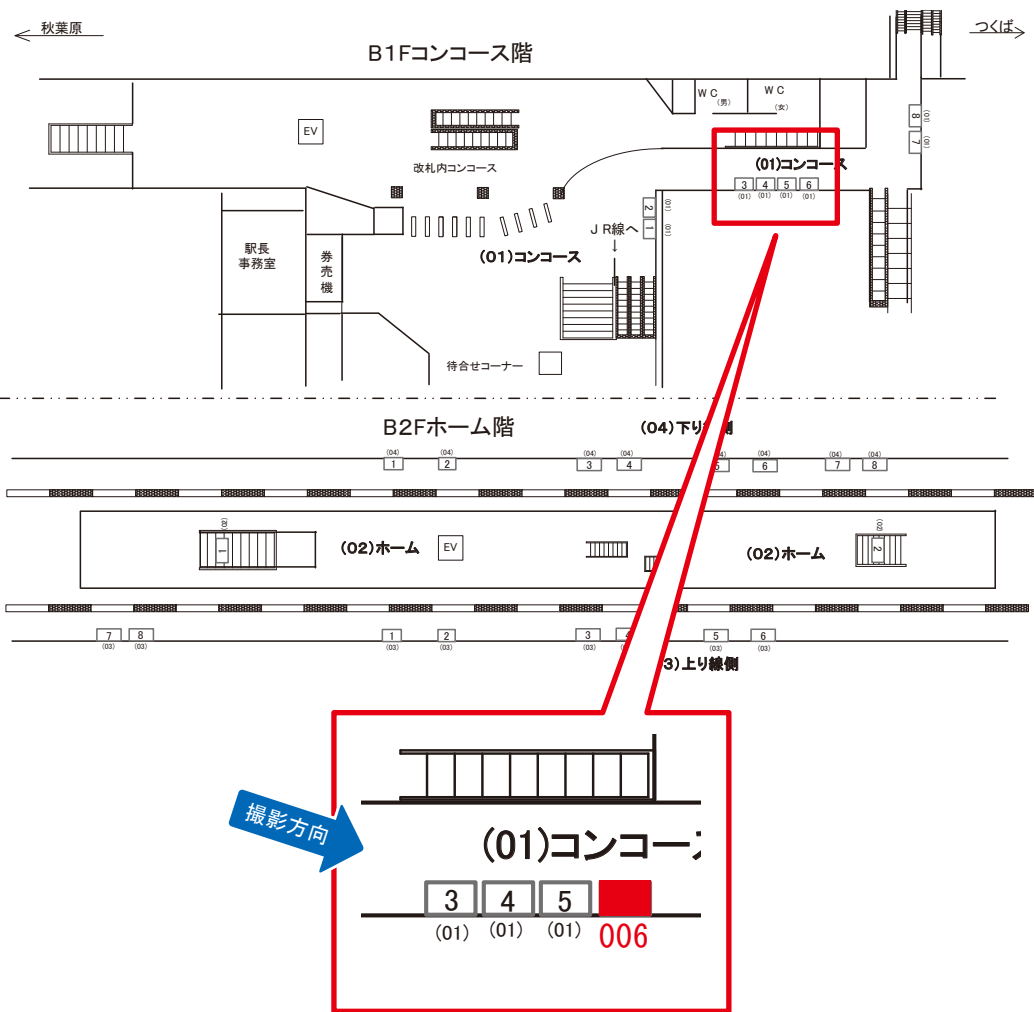 秋葉原
つくば
B1Fコンコース階
WC
(男)
WC
(女)
EV
改札内コンコース
8
(01)
7
(01)
(01)コンコース
3
4
5
6
(01)
(01)
(01)
(01)
2
(01)
1
(01)
JR線へ
↓
(01)コンコース
駅長
事務室
券売機
待合せコーナー
B2Fホーム階
(04)下り
側
(04)
(04)
(04)
(04)
(04)
(04)
(04)
1
2
3
4
6
7
8
(02)
1
(02)ホーム
EV
(02)ホーム
(02)
2
7
8
1
2
3
5
6
(03)
(03)
(03)
(03)
(03)
(03)
(03)
3)上り線側
撮影方向
(01)コンコー
3
4
5
(01)
(01)
(01)
006